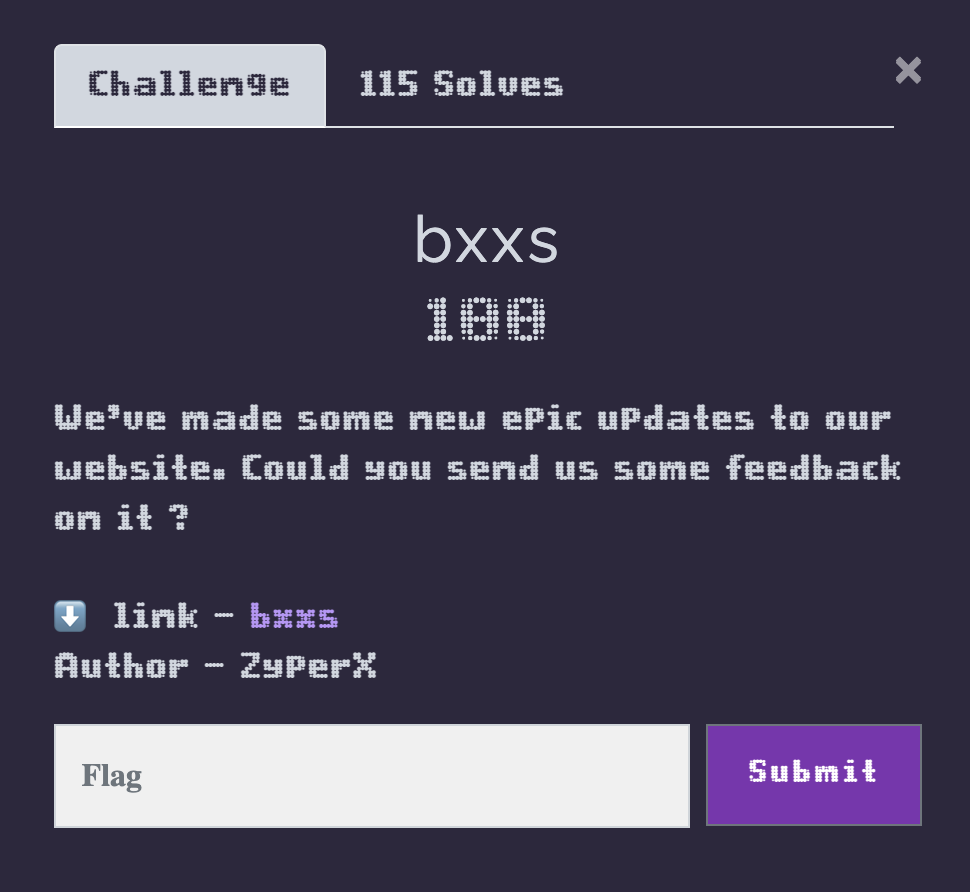 Challenge
115 Solves
×
bxxs
100
We've made some new epic updates to our
website. Could you send us some feedback
on it ?
⬇️ link - bxxs
Author - ZyperX
Flag
Submit